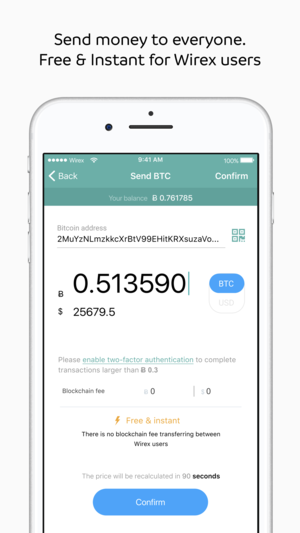 Send money to everyone.
Free & Instant for Wirex users
Wirex 9:41 AM 100%
Back Send BTC Confirm
Your balance: Ƀ 0.761785
Bitcoin address
2MuYzNLmzkkcXrBtV99EHitKRXsuzaVo...
Ƀ 0.513590 BTC
$ 25679.5 USD
Please enable two-factor authentication to complete
transactions larger than Ƀ 0.3
Blockchain fee Ƀ 0 $ 0
Free & instant
There is no blockchain fee transferring between
Wirex users
The price will be recalculated in 90 seconds
Confirm